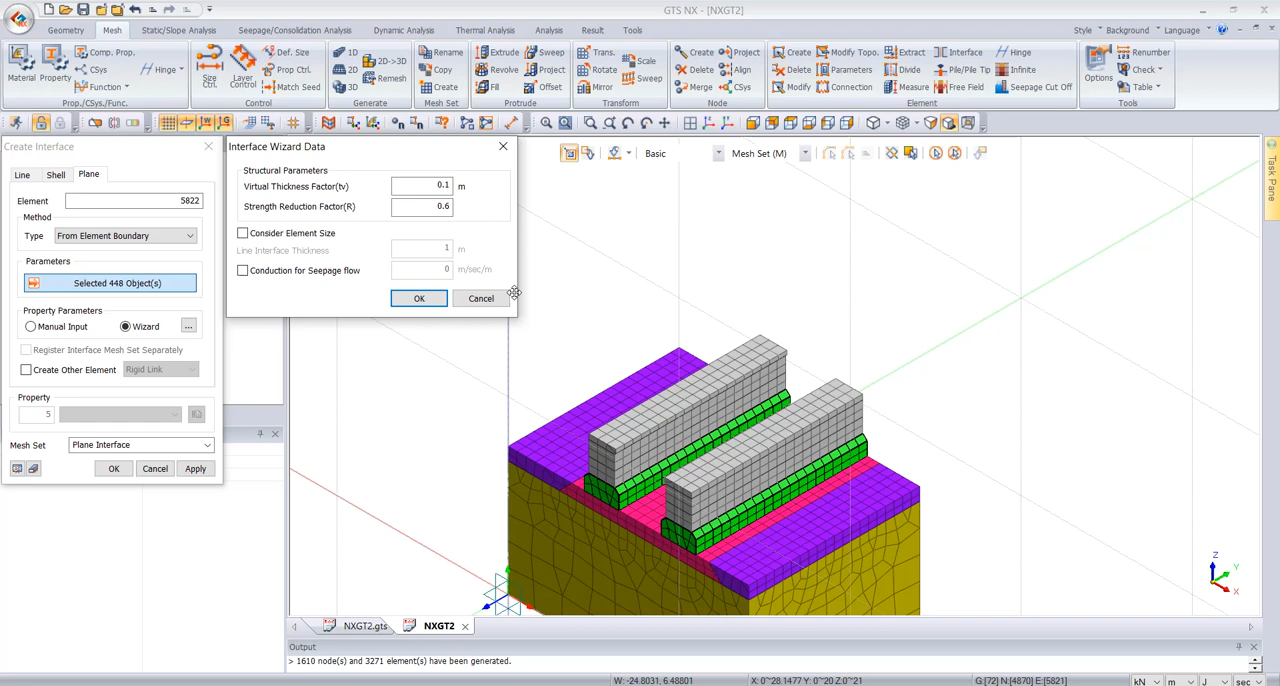 GTS NX - [NXGT2]
Geometry Mesh Static/Slope Analysis Seepage/Consolidation Analysis Dynamic Analysis Thermal Analysis Analysis Result Tools Style Background Language
Material Property Comp. Prop. CSys Function Hinge
Size Ctrl. Layer Control Def. Size Prop Ctrl. Match Seed
1D 2D 3D 2D->3D Remesh
Rename Copy Create
Extrude Revolve Fill Sweep Project Offset
Trans. Rotate Mirror Scale Sweep
Create Delete Merge Project Align CSys
Create Delete Modify Modify Topo. Parameters Connection Extract Divide Measure Interface Pile/Pile Tip Free Field Hinge Infinite Seepage Cut Off
Options Renumber Check Table
Prop./CSys./Func. Control Generate Mesh Set Protrude Transform Node Element Tools
Create Interface
Line Shell Plane
Element 5822
Method
Type From Element Boundary
Parameters
Selected 448 Object(s)
Property Parameters
Manual Input Wizard ...
Register Interface Mesh Set Separately
Create Other Element Rigid Link
Property
5
Mesh Set Plane Interface
OK Cancel Apply
Interface Wizard Data
Structural Parameters
Virtual Thickness Factor(tv) 0.1 m
Strength Reduction Factor(R) 0.6
Consider Element Size
Line Interface Thickness 1 m
Conduction for Seepage flow 0 m/sec/m
OK Cancel
Basic Mesh Set (M)
Task Pane
Z
Y
X
NXGT2.gts NXGT2
Output
> 1610 node(s) and 3271 element(s) have been generated.
W: -24.8031, 6.48801 X: 0~28.1477 Y: 0~20 Z:0~21 G:[72] N:[4870] E:[5821] kN m J sec